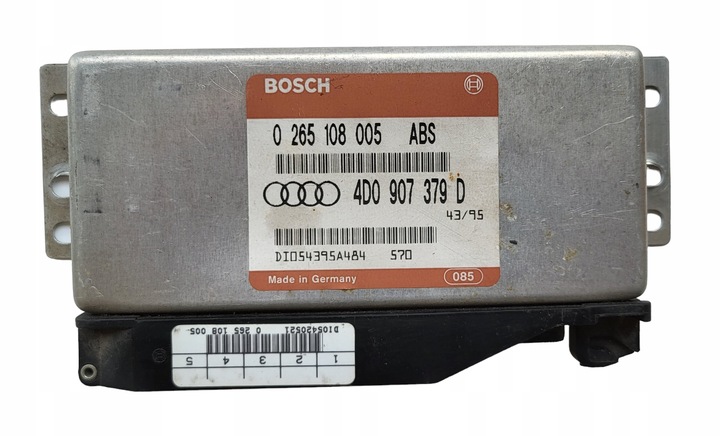 BOSCH
0 265 108 005 ABS
4D0 907 379 D
43/95
DI054395A484 570
Made in Germany 085
1 2 3 4 5
DI05420521 0 265 108 005